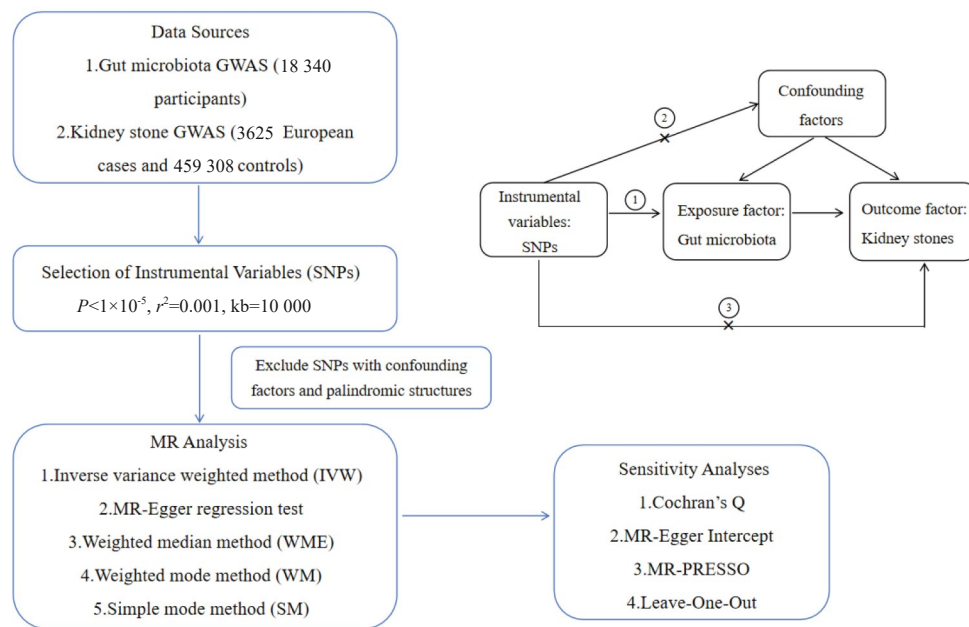 Data Sources
1.Gut microbiota GWAS (18 340
participants)
2.Kidney stone GWAS (3625 European
cases and 459 308 controls)
Selection of Instrumental Variables (SNPs)
P<1×10⁻⁵, r²=0.001, kb=10 000
Exclude SNPs with confounding
factors and palindromic structures
MR Analysis
1.Inverse variance weighted method (IVW)
2.MR-Egger regression test
3.Weighted median method (WME)
4.Weighted mode method (WM)
5.Simple mode method (SM)
Sensitivity Analyses
1.Cochran’s Q
2.MR-Egger Intercept
3.MR-PRESSO
4.Leave-One-Out
Confounding
factors
2
Instrumental
variables:
SNPs
1
Exposure factor:
Gut microbiota
Outcome factor:
Kidney stones
3